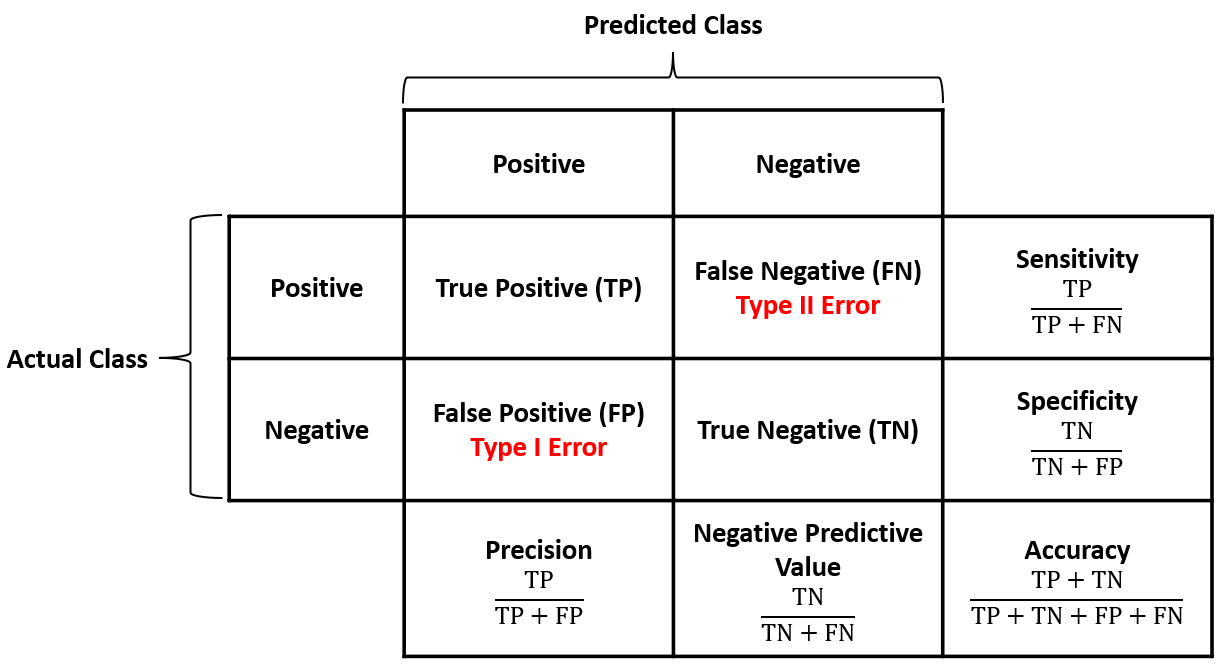 Predicted Class
Positive
Negative
Actual Class
Positive
True Positive (TP)
False Negative (FN)
Type II Error
Sensitivity
TP
TP + FN
Negative
False Positive (FP)
Type I Error
True Negative (TN)
Specificity
TN
TN + FP
Precision
TP
TP + FP
Negative Predictive
Value
TN
TN + FN
Accuracy
TP + TN
TP + TN + FP + FN